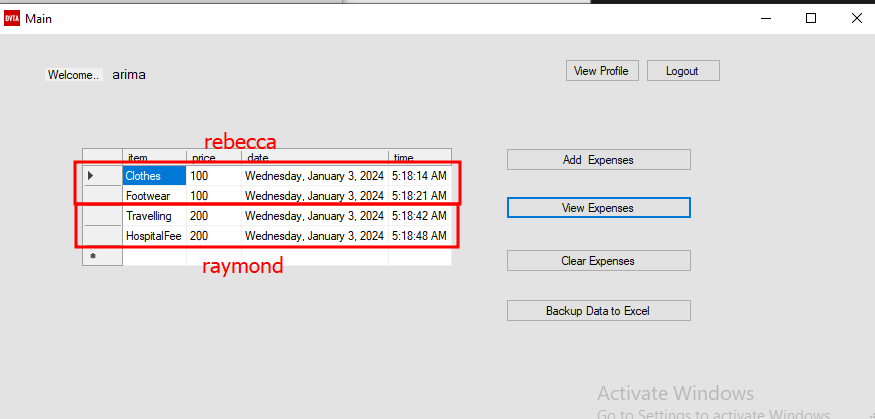 DVTA Main
Welcome.. arima
View Profile
Logout
rebecca
item price date time
Clothes 100 Wednesday, January 3, 2024 5:18:14 AM
Footwear 100 Wednesday, January 3, 2024 5:18:21 AM
Travelling 200 Wednesday, January 3, 2024 5:18:42 AM
HospitalFee 200 Wednesday, January 3, 2024 5:18:48 AM
*
raymond
Add Expenses
View Expenses
Clear Expenses
Backup Data to Excel
Activate Windows
Go to Settings to activate Windows.